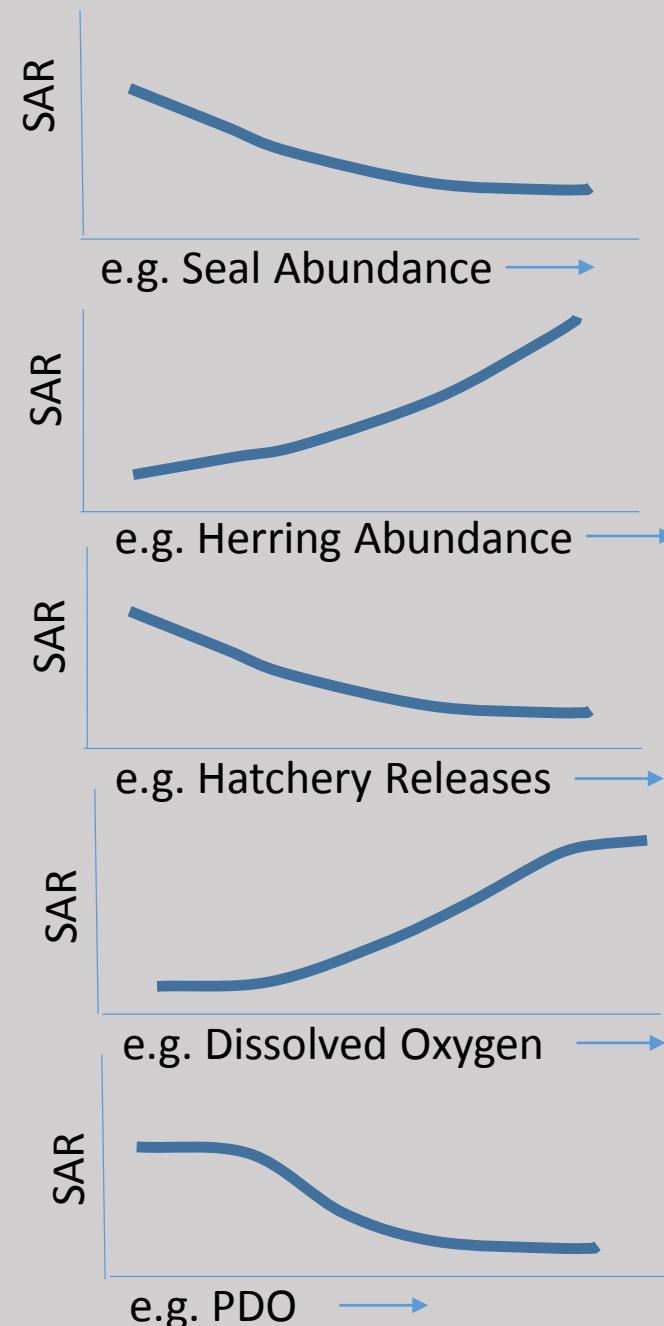 SAR
e.g. Seal Abundance
SAR
e.g. Herring Abundance
SAR
e.g. Hatchery Releases
SAR
e.g. Dissolved Oxygen
SAR
e.g. PDO